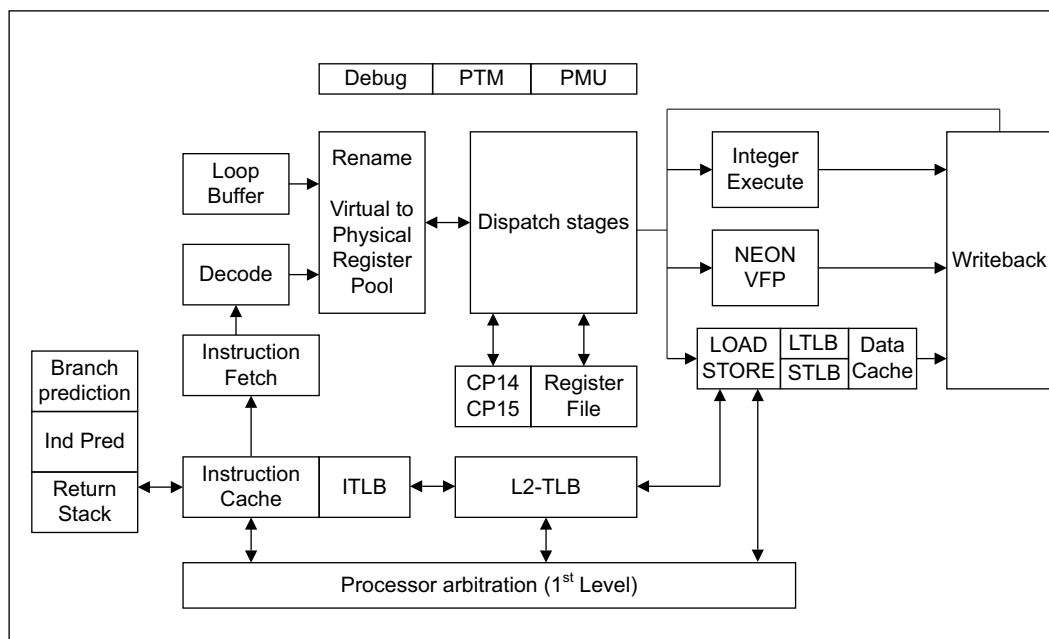 Debug
PTM
PMU
Loop
Buffer
Rename
Virtual to
Physical
Register
Pool
Dispatch stages
Integer
Execute
Writeback
Decode
NEON
VFP
Instruction
Fetch
LOAD
STORE
LTLB
STLB
Data
Cache
Branch
prediction
Ind Pred
Return
Stack
CP14
CP15
Register
File
Instruction
Cache
ITLB
L2-TLB
Processor arbitration (1st Level)